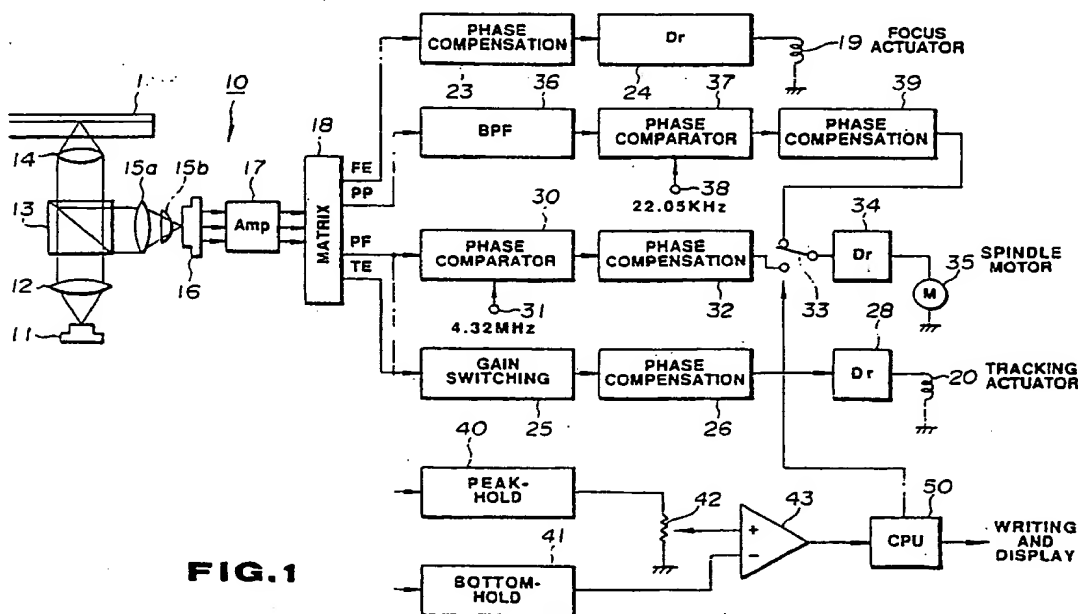 PHASE COMPENSATION
23
Dr
24
19
FOCUS ACTUATOR
1
10
36
BPF
37
PHASE COMPARATOR
38
22.05KHz
39
PHASE COMPENSATION
14
15a
15b
17
18
13
Amp
MATRIX
FE
PP
PF
TE
16
12
11
30
PHASE COMPARATOR
31
4.32MHz
PHASE COMPENSATION
32
33
34
Dr
35
SPINDLE MOTOR
M
GAIN SWITCHING
25
PHASE COMPENSATION
26
28
Dr
20
TRACKING ACTUATOR
40
PEAK-HOLD
42
41
BOTTOM-HOLD
43
+
−
50
CPU
WRITING AND DISPLAY
FIG.1